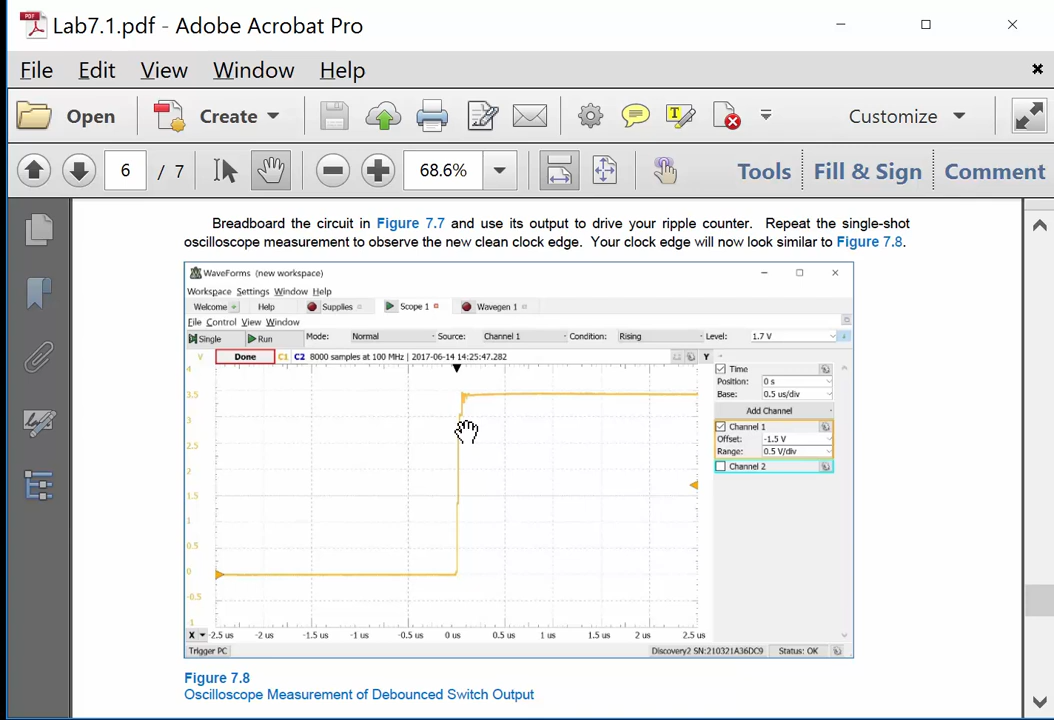 Lab7.1.pdf - Adobe Acrobat Pro
File Edit View Window Help
Open Create Customize
6 / 7 68.6% Tools Fill & Sign Comment
Breadboard the circuit in Figure 7.7 and use its output to drive your ripple counter. Repeat the single-shot
oscilloscope measurement to observe the new clean clock edge. Your clock edge will now look similar to Figure 7.8.
WaveForms (new workspace)
Workspace Settings Window Help
Welcome Help Supplies Scope 1 Wavegen 1
File Control View Window
Single Run Mode: Normal Source: Channel 1 Condition: Rising Level: 1.7 V
V Done C1 C2 8000 samples at 100 MHz | 2017-06-14 14:25:47.282 Y
4
3.5
3
2.5
2
1.5
1
0.5
0
-0.5
1
Time
Position: 0 s
Base: 0.5 us/div
Add Channel
Channel 1
Offset: -1.5 V
Range: 0.5 V/div
Channel 2
X -2.5 us -2 us -1.5 us -1 us -0.5 us 0 us 0.5 us 1 us 1.5 us 2 us 2.5 us
Trigger PC Discovery2 SN:210321A36DC9 Status: OK
Figure 7.8
Oscilloscope Measurement of Debounced Switch Output